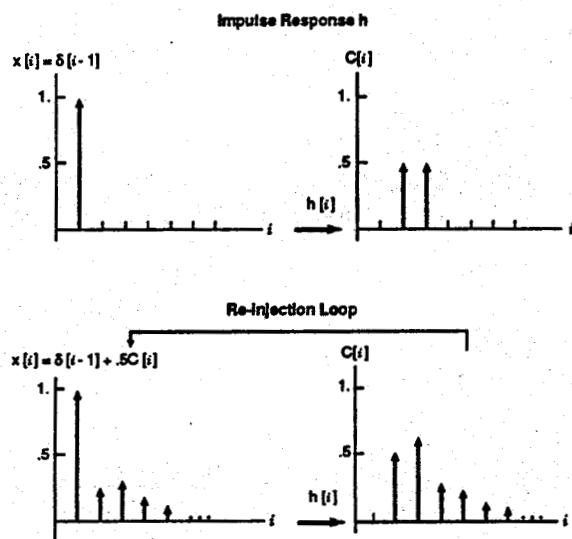 Impulse Response h
x [i] = δ [i - 1]
C[i]
1.
1.
.5
.5
h [i]
i
i
Re-injection Loop
x [i] = δ [i - 1] + .5C [i]
C[i]
1.
1.
.5
.5
h [i]
i
i